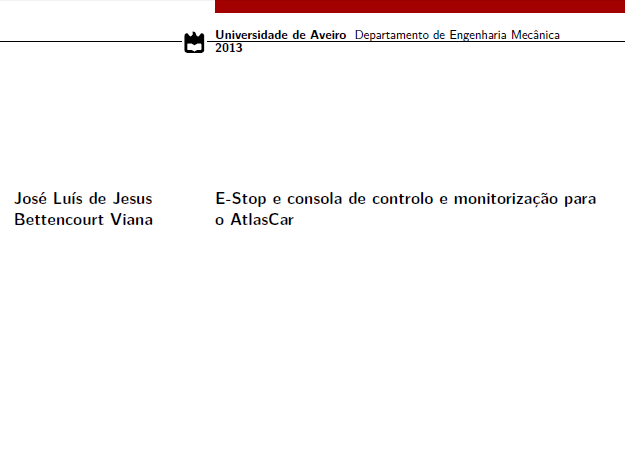 Universidade de Aveiro Departamento de Engenharia Mecânica
2013
José Luís de Jesus
Bettencourt Viana
E-Stop e consola de controlo e monitorização para
o AtlasCar